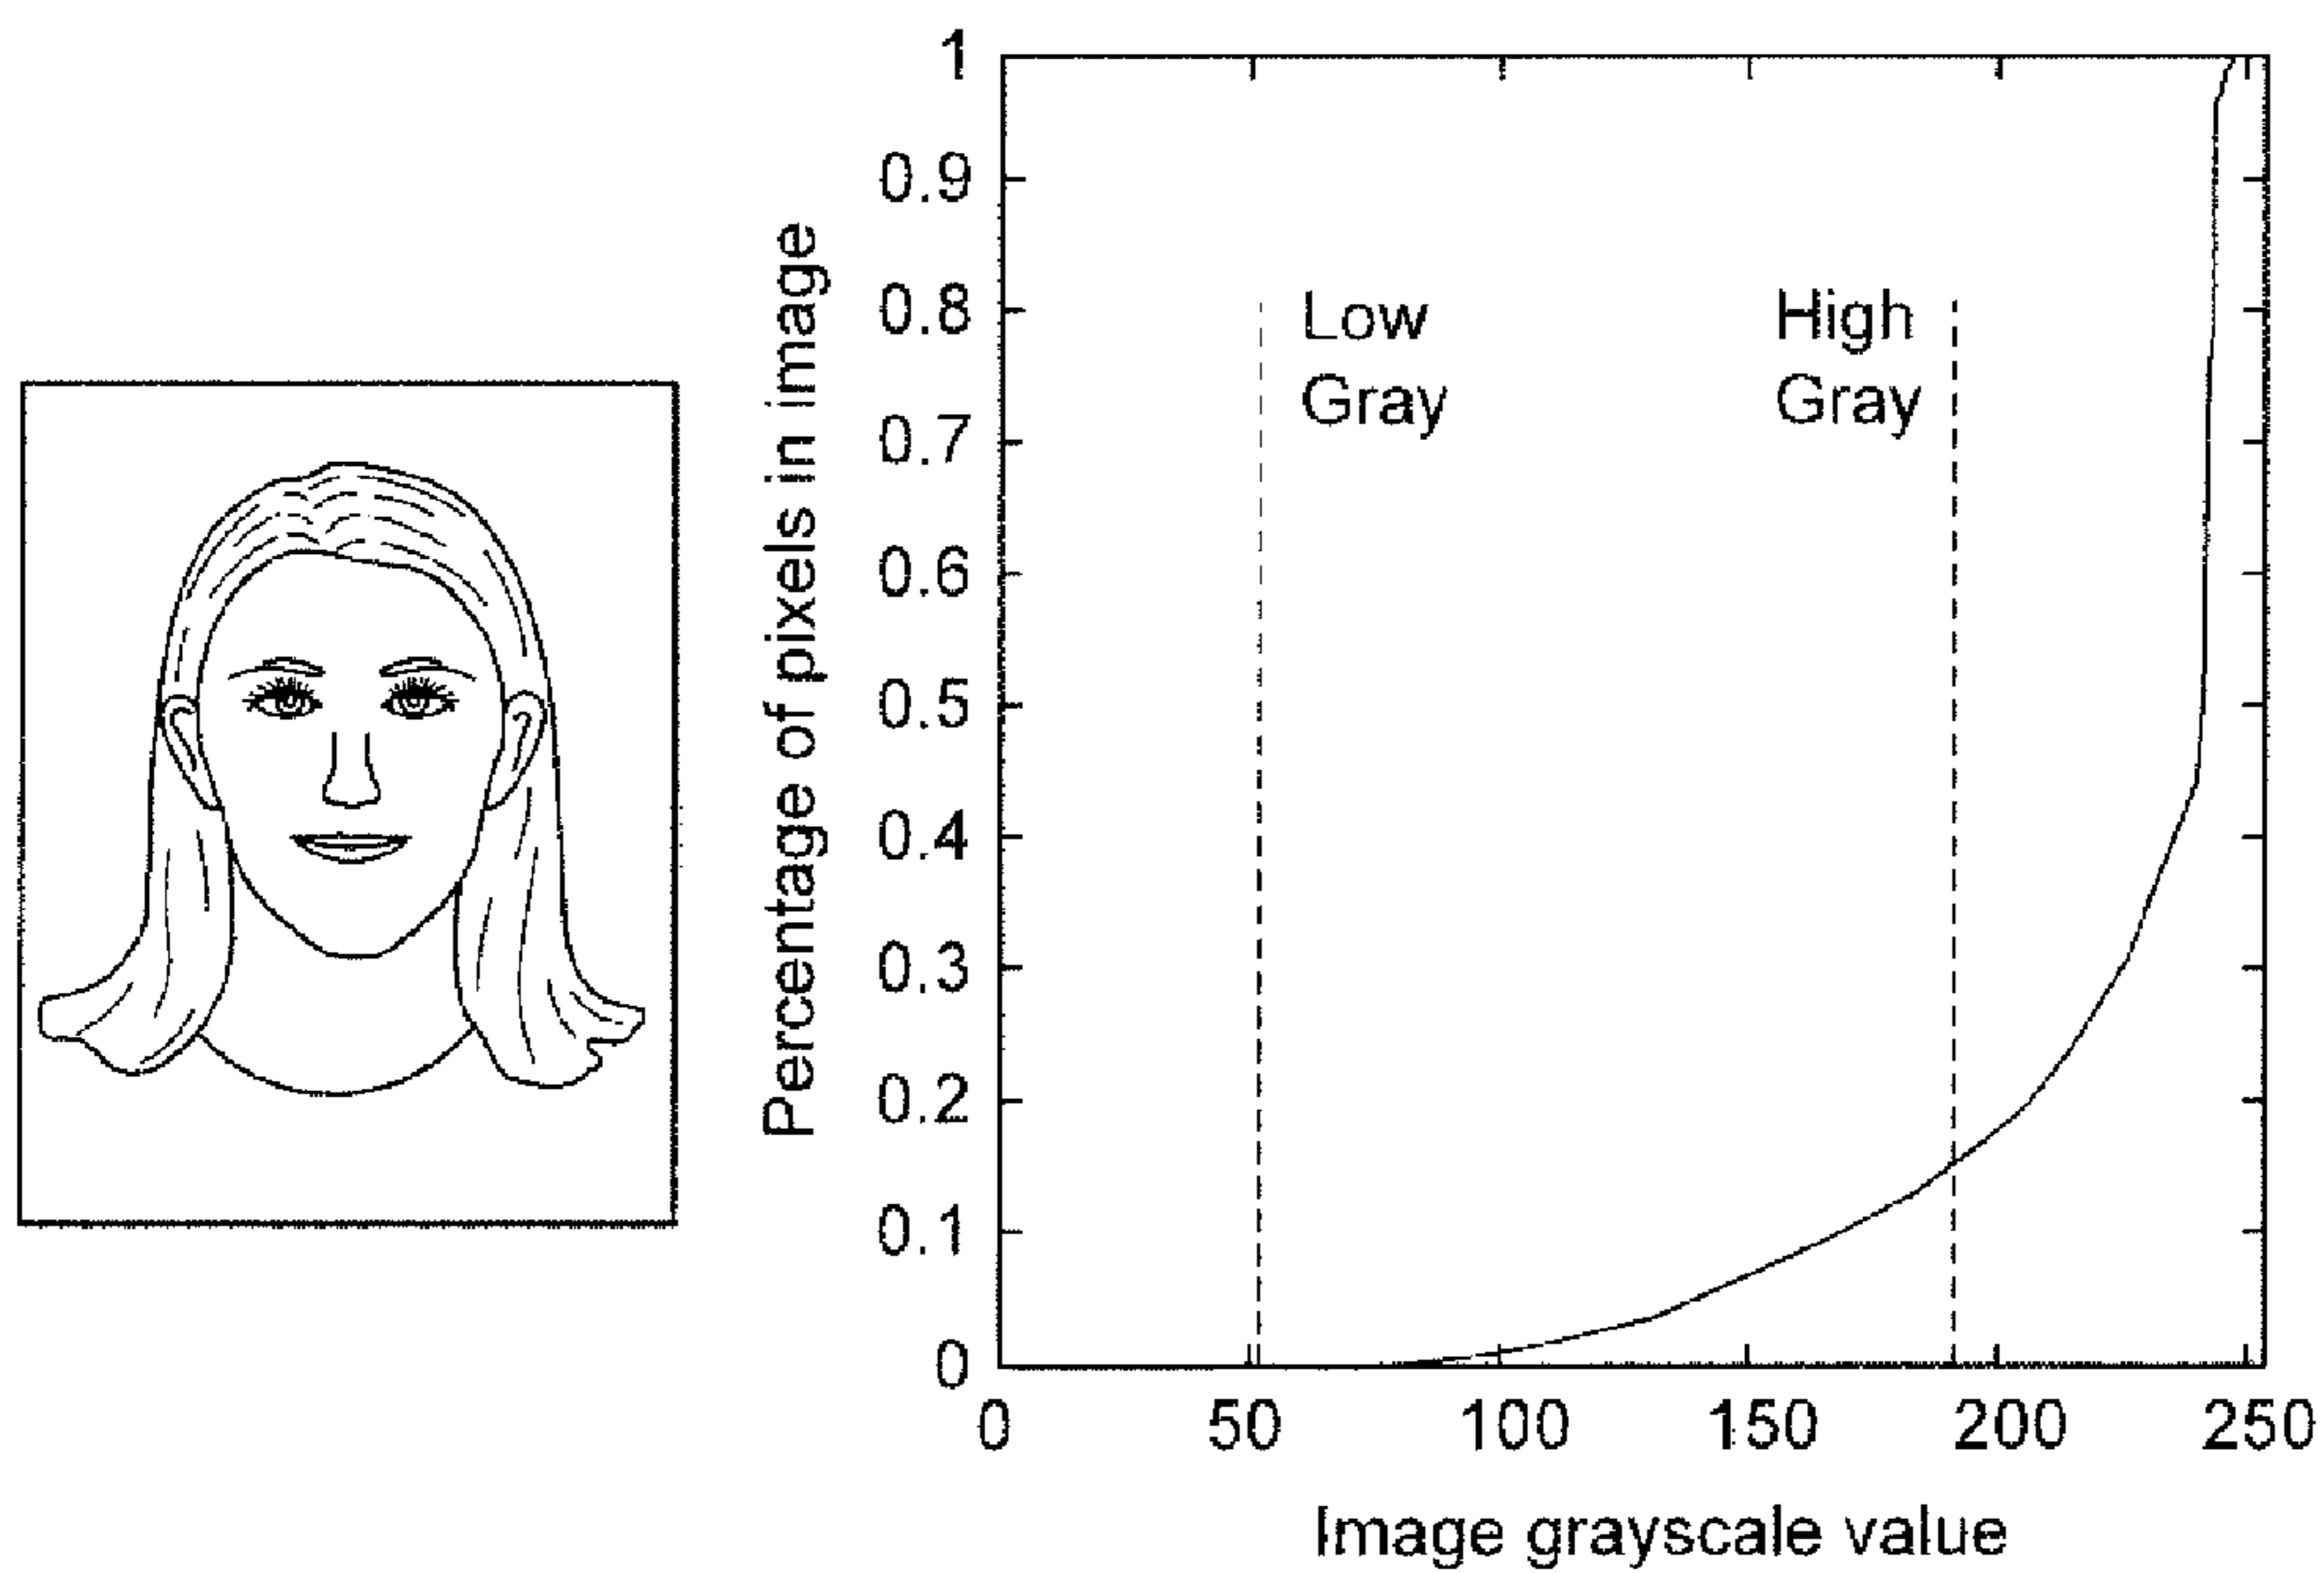 Percentage of pixels in image
1
0.9
0.8
0.7
0.6
0.5
0.4
0.3
0.2
0.1
0
Low
Gray
High
Gray
0 50 100 150 200 250
Image grayscale value